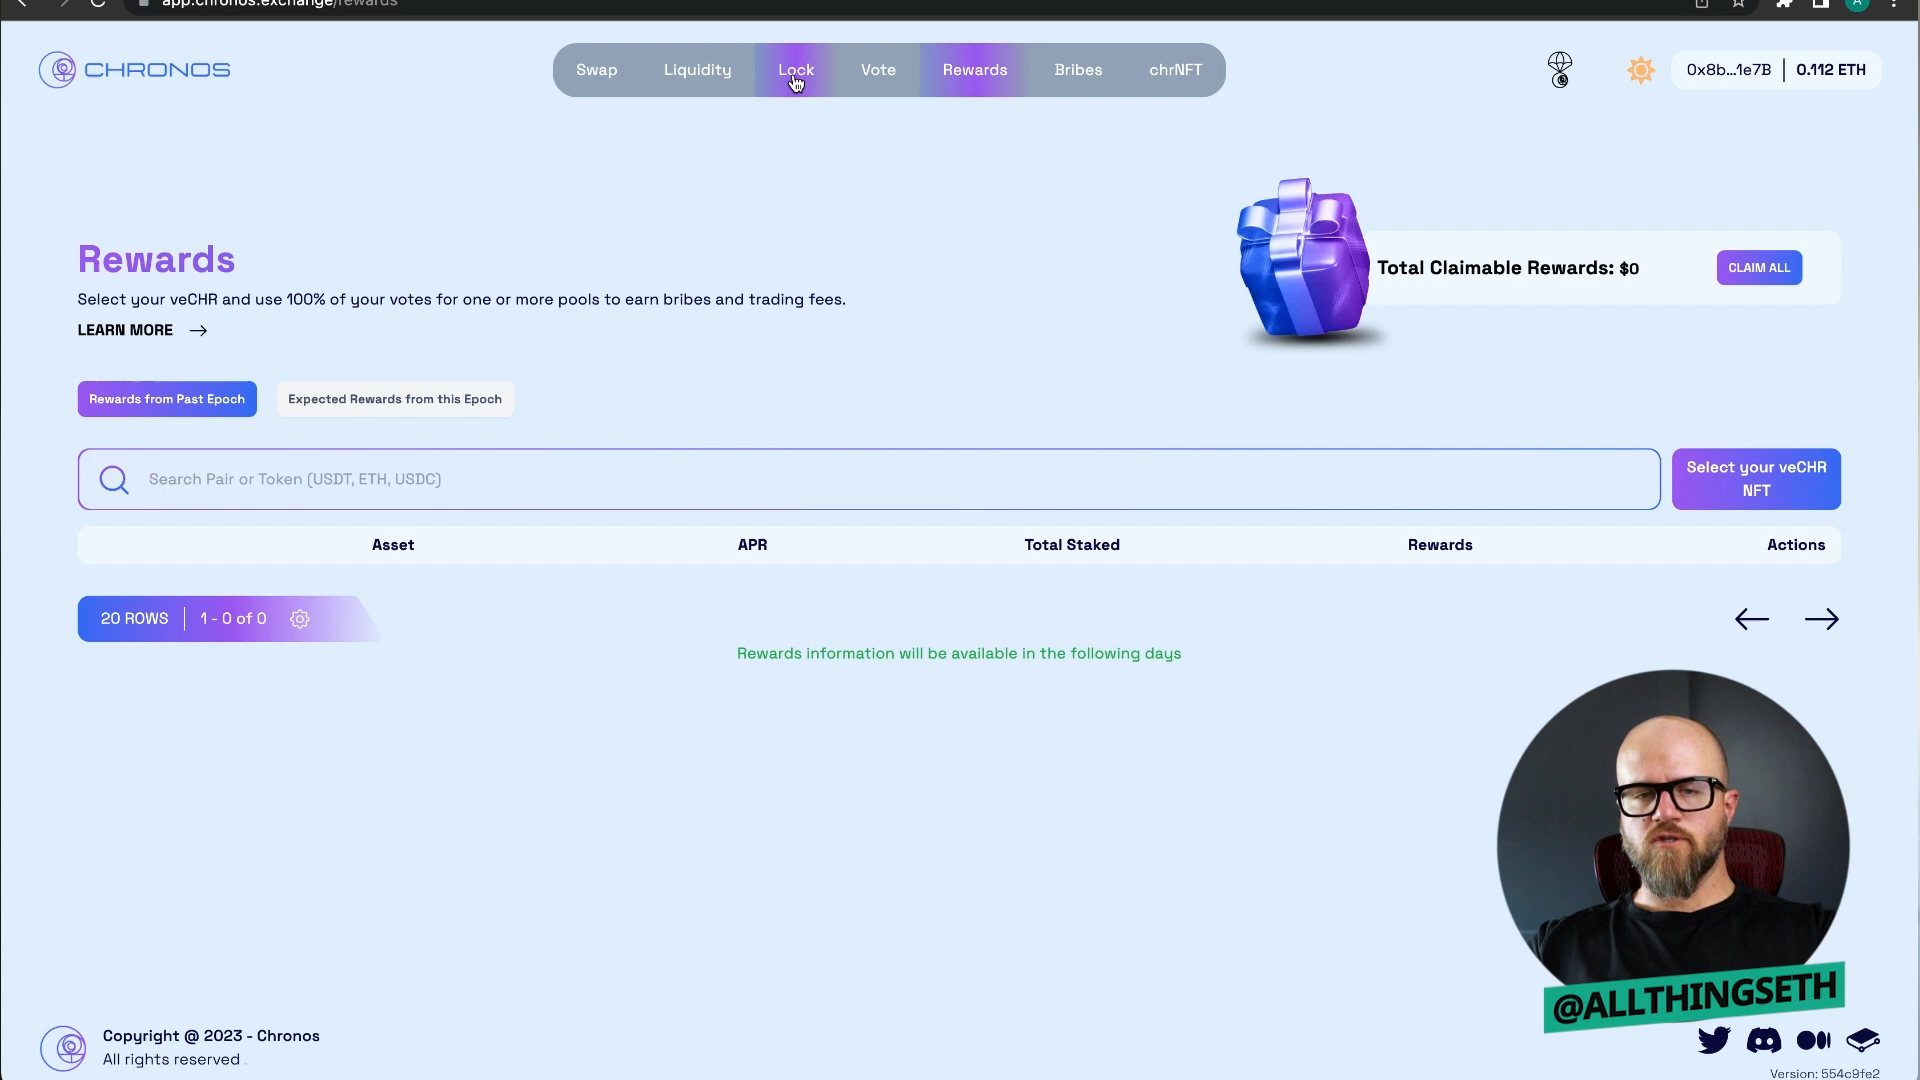 app.chronos.exchange/rewards
CHRONOS
Swap
Liquidity
Lock
Vote
Rewards
Bribes
chrNFT
0x8b...1e7B
0.112 ETH
A
Rewards
Select your veCHR and use 100% of your votes for one or more pools to earn bribes and trading fees.
LEARN MORE →
Total Claimable Rewards: $0
CLAIM ALL
Rewards from Past Epoch
Expected Rewards from this Epoch
Search Pair or Token (USDT, ETH, USDC)
Select your veCHR
NFT
Asset
APR
Total Staked
Rewards
Actions
20 ROWS
1 - 0 of 0
Rewards information will be available in the following days
@ALLTHINGSETH
Copyright @ 2023 - Chronos
All rights reserved .
Version: 554c9fe2